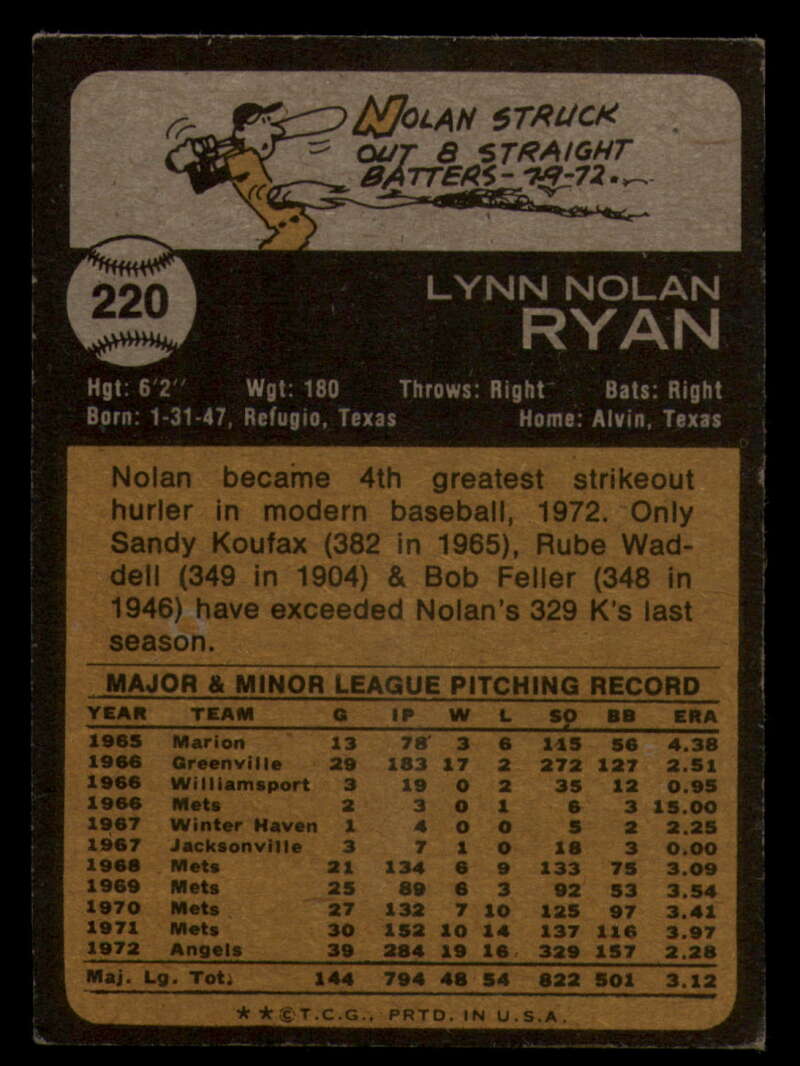 NOLAN STRUCK
OUT 8 STRAIGHT
BATTERS-7-9-72.
220
LYNN NOLAN
RYAN
Hgt: 6'2" Wgt: 180 Throws: Right Bats: Right
Born: 1-31-47, Refugio, Texas Home: Alvin, Texas
Nolan became 4th greatest strikeout
hurler in modern baseball, 1972. Only
Sandy Koufax (382 in 1965), Rube Wad-
dell (349 in 1904) & Bob Feller (348 in
1946) have exceeded Nolan's 329 K's last
season.
MAJOR & MINOR LEAGUE PITCHING RECORD
YEAR TEAM G IP W L SO BB ERA
1965 Marion 13 78 3 6 115 56 4.38
1966 Greenville 29 183 17 2 272 127 2.51
1966 Williamsport 3 19 0 2 35 12 0.95
1966 Mets 2 3 0 1 6 3 15.00
1967 Winter Haven 1 4 0 0 5 2 2.25
1967 Jacksonville 3 7 1 0 18 3 0.00
1968 Mets 21 134 6 9 133 75 3.09
1969 Mets 25 89 6 3 92 53 3.54
1970 Mets 27 132 7 10 125 97 3.41
1971 Mets 30 152 10 14 137 116 3.97
1972 Angels 39 284 19 16 329 157 2.28
Maj. Lg. Tot. 144 794 48 54 822 501 3.12
**©T.C.G., PRTD. IN U.S.A.